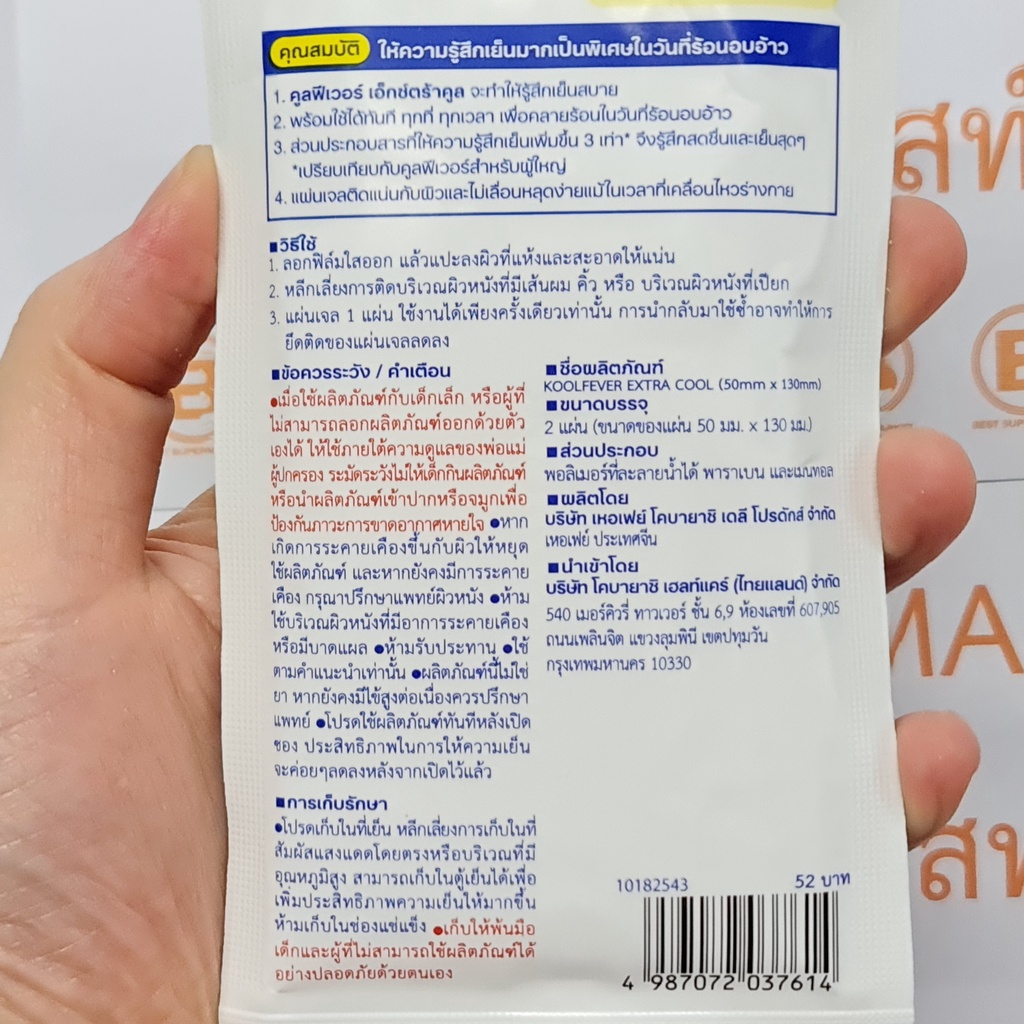 คุณสมบัติ ให้ความรู้สึกเย็นมากเป็นพิเศษในวันที่ร้อนอบอ้าว
1. คูลฟีเวอร์ เอ็กซ์ตร้าคูล จะทำให้รู้สึกเย็นสบาย
2. พร้อมใช้ได้ทันที ทุกที่ ทุกเวลา เพื่อคลายร้อนในวันที่ร้อนอบอ้าว
3. ส่วนประกอบสารที่ให้ความรู้สึกเย็นเพิ่มขึ้น 3 เท่า* จึงรู้สึกสดชื่นและเย็นสุดๆ
*เปรียบเทียบกับคูลฟีเวอร์สำหรับผู้ใหญ่
4. แผ่นเจลติดแน่นกับผิวและไม่เลื่อนหลุดง่ายแม้ในเวลาที่เคลื่อนไหวร่างกาย
■วิธีใช้
1. ลอกฟิล์มใสออก แล้วแปะลงผิวที่แห้งและสะอาดให้แน่น
2. หลีกเลี่ยงการติดบริเวณผิวหนังที่มีเส้นผม คิ้ว หรือ บริเวณผิวหนังที่เปียก
3. แผ่นเจล 1 แผ่น ใช้งานได้เพียงครั้งเดียวเท่านั้น การนำกลับมาใช้ซ้ำอาจทำให้การ
ยึดติดของแผ่นเจลลดลง
■ข้อควรระวัง / คำเตือน
●เมื่อใช้ผลิตภัณฑ์กับเด็กเล็ก หรือผู้ที่
ไม่สามารถลอกผลิตภัณฑ์ออกด้วยตัว
เองได้ ให้ใช้ภายใต้ความดูแลของพ่อแม่
ผู้ปกครอง ระมัดระวังไม่ให้เด็กกินผลิตภัณฑ์
หรือนำผลิตภัณฑ์เข้าปากหรือจมูกเพื่อ
ป้องกันภาวะการขาดอากาศหายใจ ●หาก
เกิดการระคายเคืองขึ้นกับผิวให้หยุด
ใช้ผลิตภัณฑ์ และหากยังคงมีการระคาย
เคือง กรุณาปรึกษาแพทย์ผิวหนัง ●ห้าม
ใช้บริเวณผิวหนังที่มีอาการระคายเคือง
หรือมีบาดแผล ●ห้ามรับประทาน ●ใช้
ตามคำแนะนำเท่านั้น ●ผลิตภัณฑ์นี้ไม่ใช่
ยา หากยังคงมีไข้สูงต่อเนื่องควรปรึกษา
แพทย์ ●โปรดใช้ผลิตภัณฑ์ทันทีหลังเปิด
ซอง ประสิทธิภาพในการให้ความเย็น
จะค่อยๆลดลงหลังจากเปิดไว้แล้ว
■การเก็บรักษา
●โปรดเก็บในที่เย็น หลีกเลี่ยงการเก็บในที่
สัมผัสแสงแดดโดยตรงหรือบริเวณที่มี
อุณหภูมิสูง สามารถเก็บในตู้เย็นได้เพื่อ
เพิ่มประสิทธิภาพความเย็นให้มากขึ้น
ห้ามเก็บในช่องแช่แข็ง ●เก็บให้พ้นมือ
เด็กและผู้ที่ไม่สามารถใช้ผลิตภัณฑ์ได้
อย่างปลอดภัยด้วยตนเอง
■ชื่อผลิตภัณฑ์
KOOLFEVER EXTRA COOL (50mm x 130mm)
■ขนาดบรรจุ
2 แผ่น (ขนาดของแผ่น 50 มม. x 130 มม.)
■ส่วนประกอบ
พอลิเมอร์ที่ละลายน้ำได้ พาราเบน และเมนทอล
■ผลิตโดย
บริษัท เหอเฟย์ โคบายาชิ เดลี โปรดักส์ จำกัด
เหอเฟย์ ประเทศจีน
■นำเข้าโดย
บริษัท โคบายาชิ เฮลท์แคร์ (ไทยแลนด์) จำกัด
540 เมอร์คิวรี่ ทาวเวอร์ ชั้น 6,9 ห้องเลขที่ 607,905
ถนนเพลินจิต แขวงลุมพินี เขตปทุมวัน
กรุงเทพมหานคร 10330
10182543 52 บาท
4 987072 037614